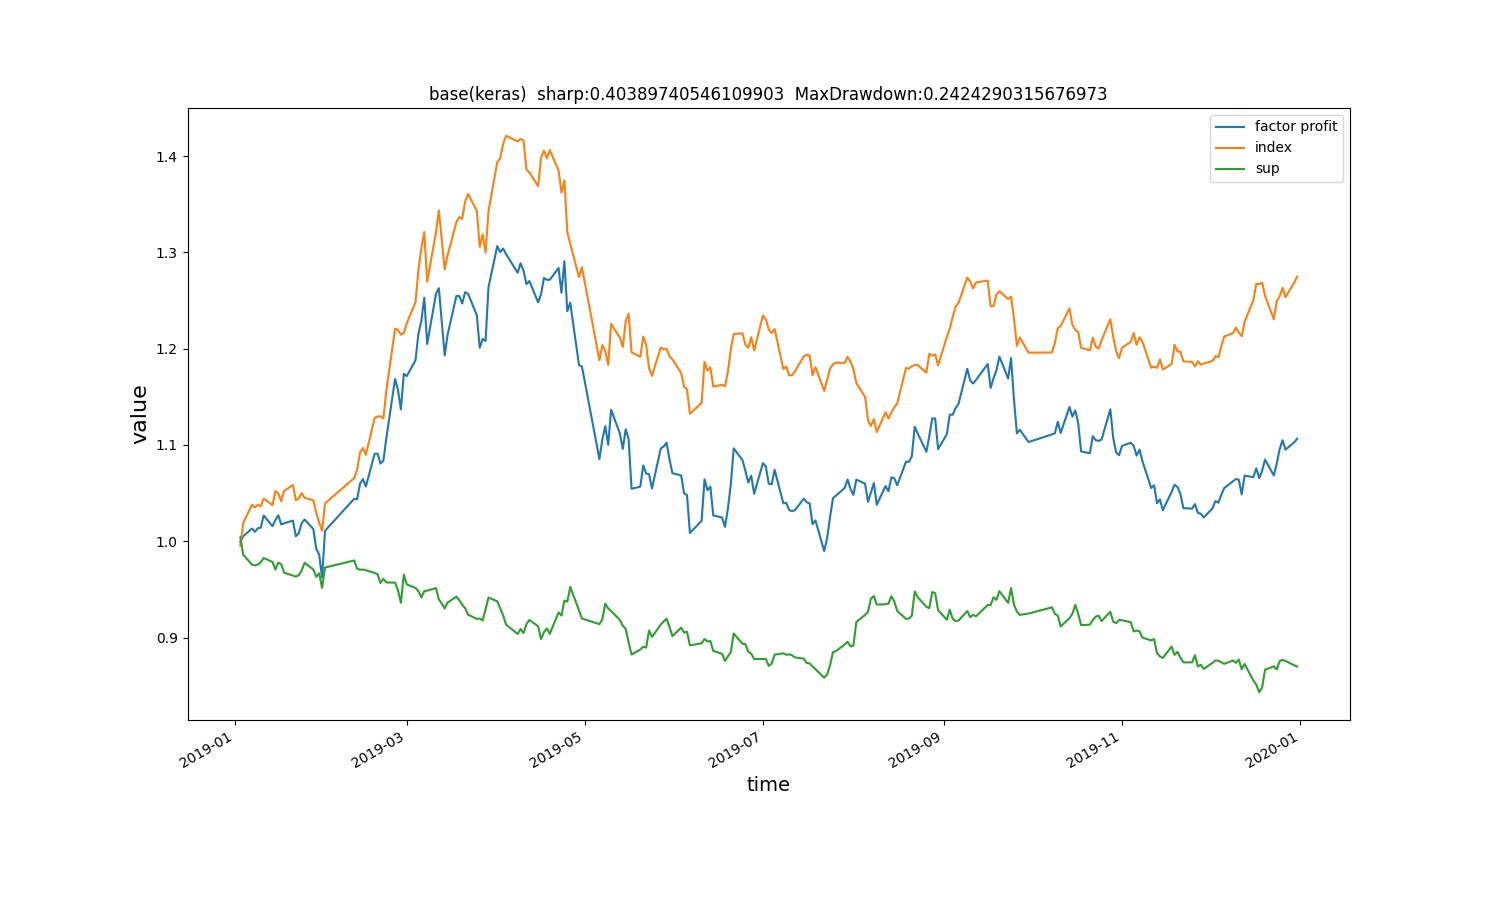 base(keras)  sharp:0.40389740546109903  MaxDrawdown:0.2424290315676973
factor profit
index
sup
1.4
1.3
1.2
1.1
1.0
0.9
value
2019-01
2019-03
2019-05
2019-07
2019-09
2019-11
2020-01
time